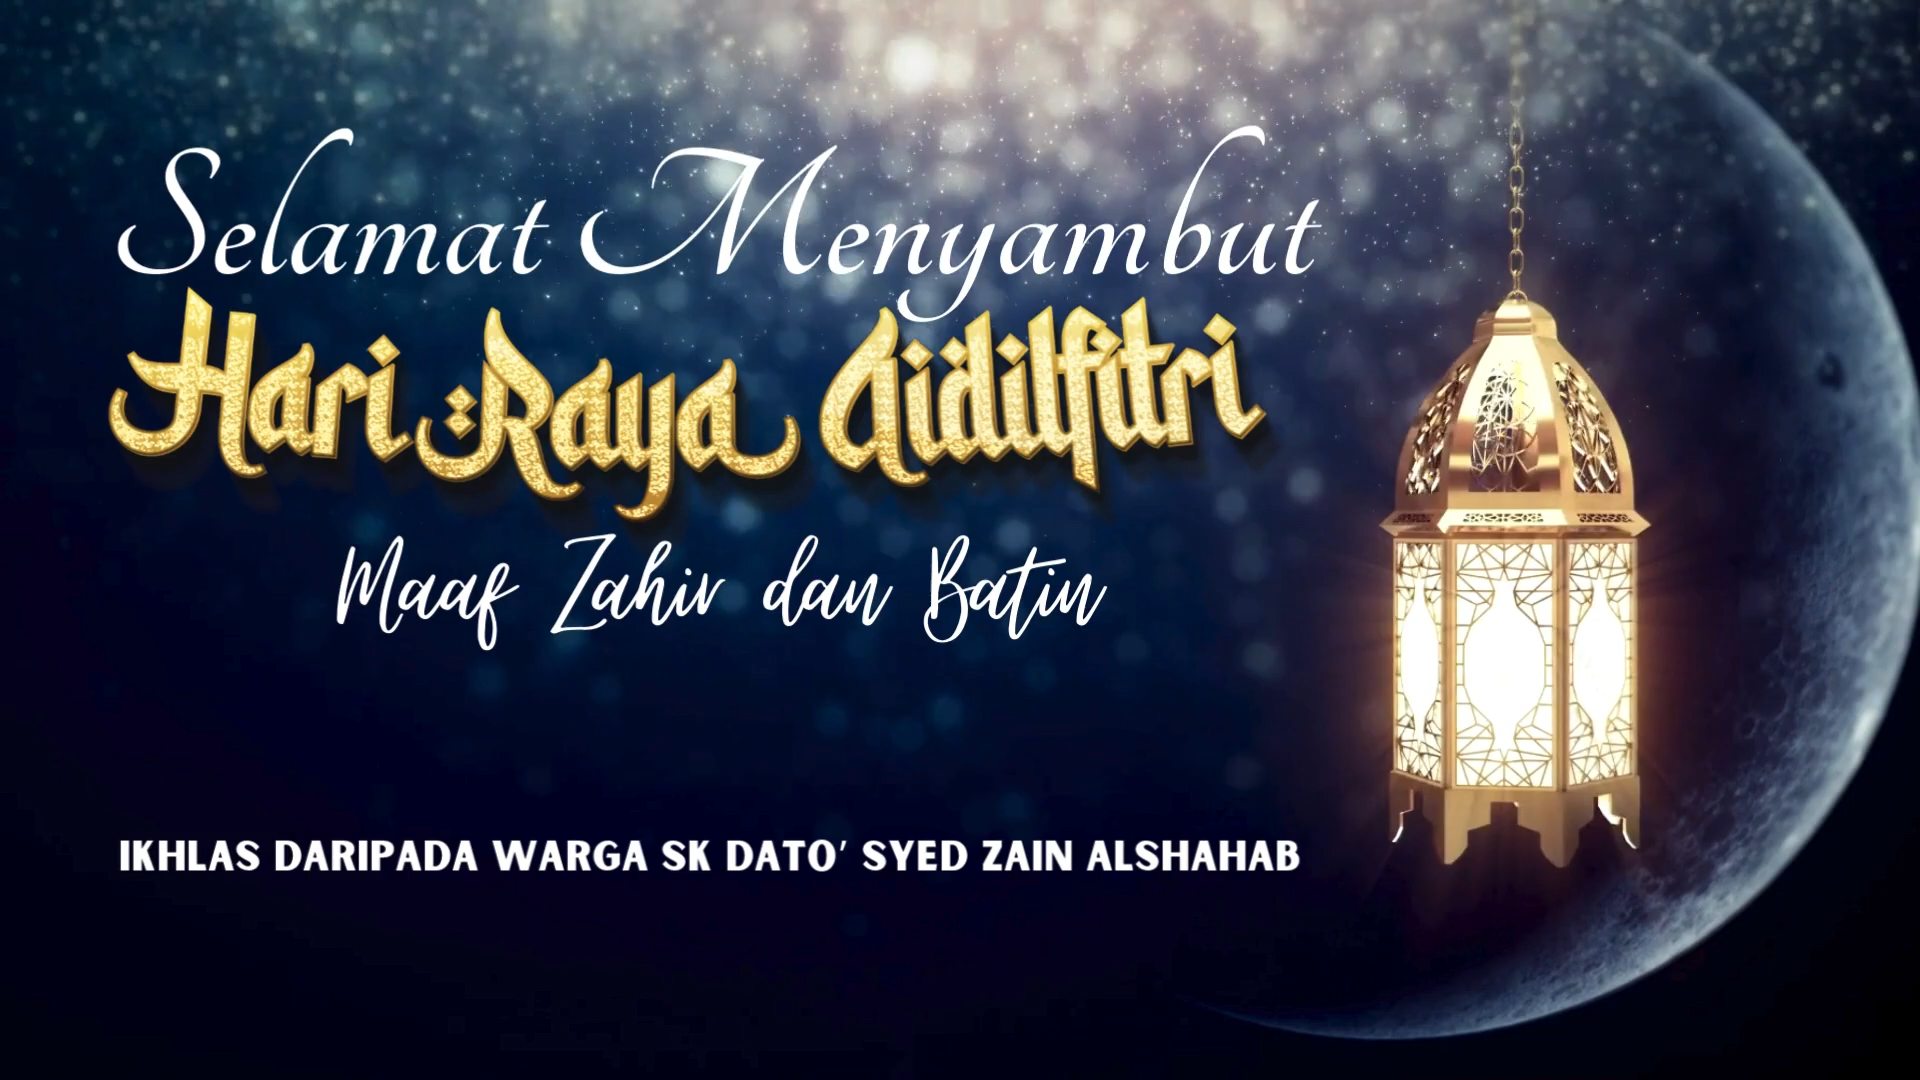 Selamat Menyambut
Hari Raya Aidilfitri
Maaf Zahir dan Batin
IKHLAS DARIPADA WARGA SK DATO' SYED ZAIN ALSHAHAB